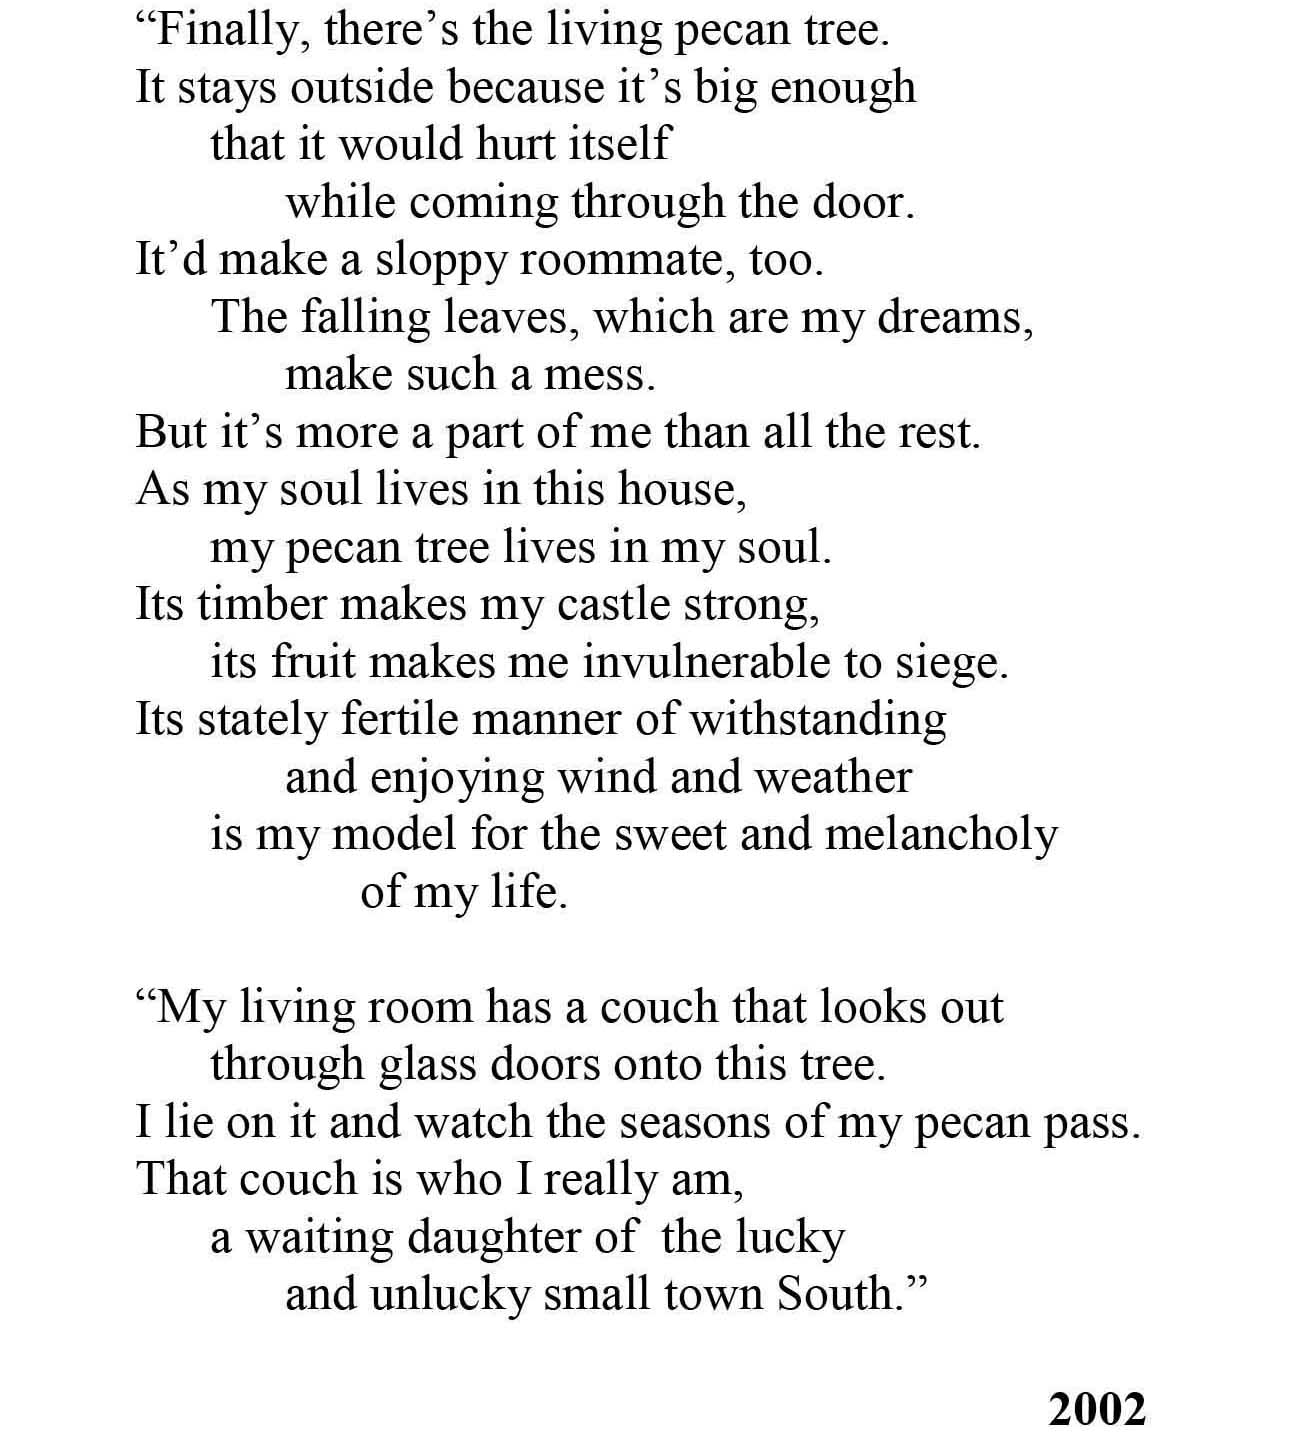 “Finally, there’s the living pecan tree.
It stays outside because it’s big enough
that it would hurt itself
while coming through the door.
It’d make a sloppy roommate, too.
The falling leaves, which are my dreams,
make such a mess.
But it’s more a part of me than all the rest.
As my soul lives in this house,
my pecan tree lives in my soul.
Its timber makes my castle strong,
its fruit makes me invulnerable to siege.
Its stately fertile manner of withstanding
and enjoying wind and weather
is my model for the sweet and melancholy
of my life.

“My living room has a couch that looks out
through glass doors onto this tree.
I lie on it and watch the seasons of my pecan pass.
That couch is who I really am,
a waiting daughter of  the lucky
and unlucky small town South.”

2002